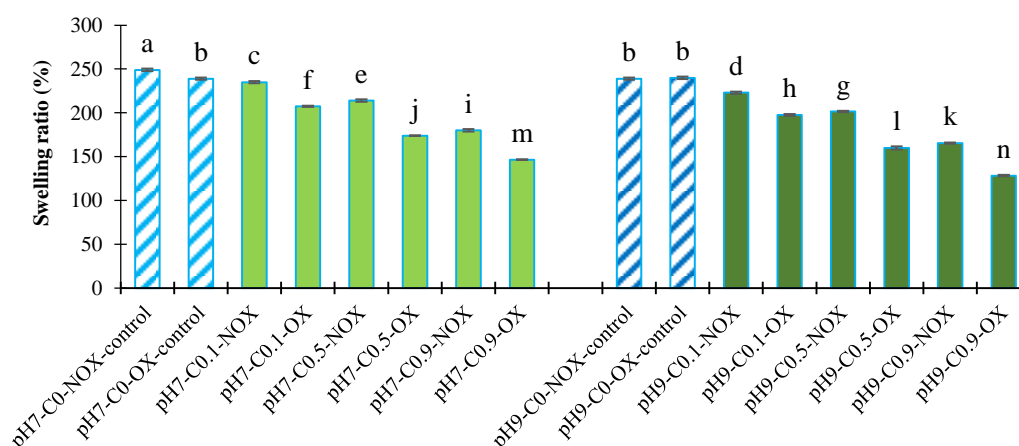 Swelling ratio (%)
300
250
200
150
100
50
0
a
b
c
f
e
j
i
m
b
b
d
h
g
l
k
n
pH7-C0-NOX-control
pH7-C0-OX-control
pH7-C0.1-NOX
pH7-C0.1-OX
pH7-C0.5-NOX
pH7-C0.5-OX
pH7-C0.9-NOX
pH7-C0.9-OX
pH9-C0-NOX-control
pH9-C0-OX-control
pH9-C0.1-NOX
pH9-C0.1-OX
pH9-C0.5-NOX
pH9-C0.5-OX
pH9-C0.9-NOX
pH9-C0.9-OX